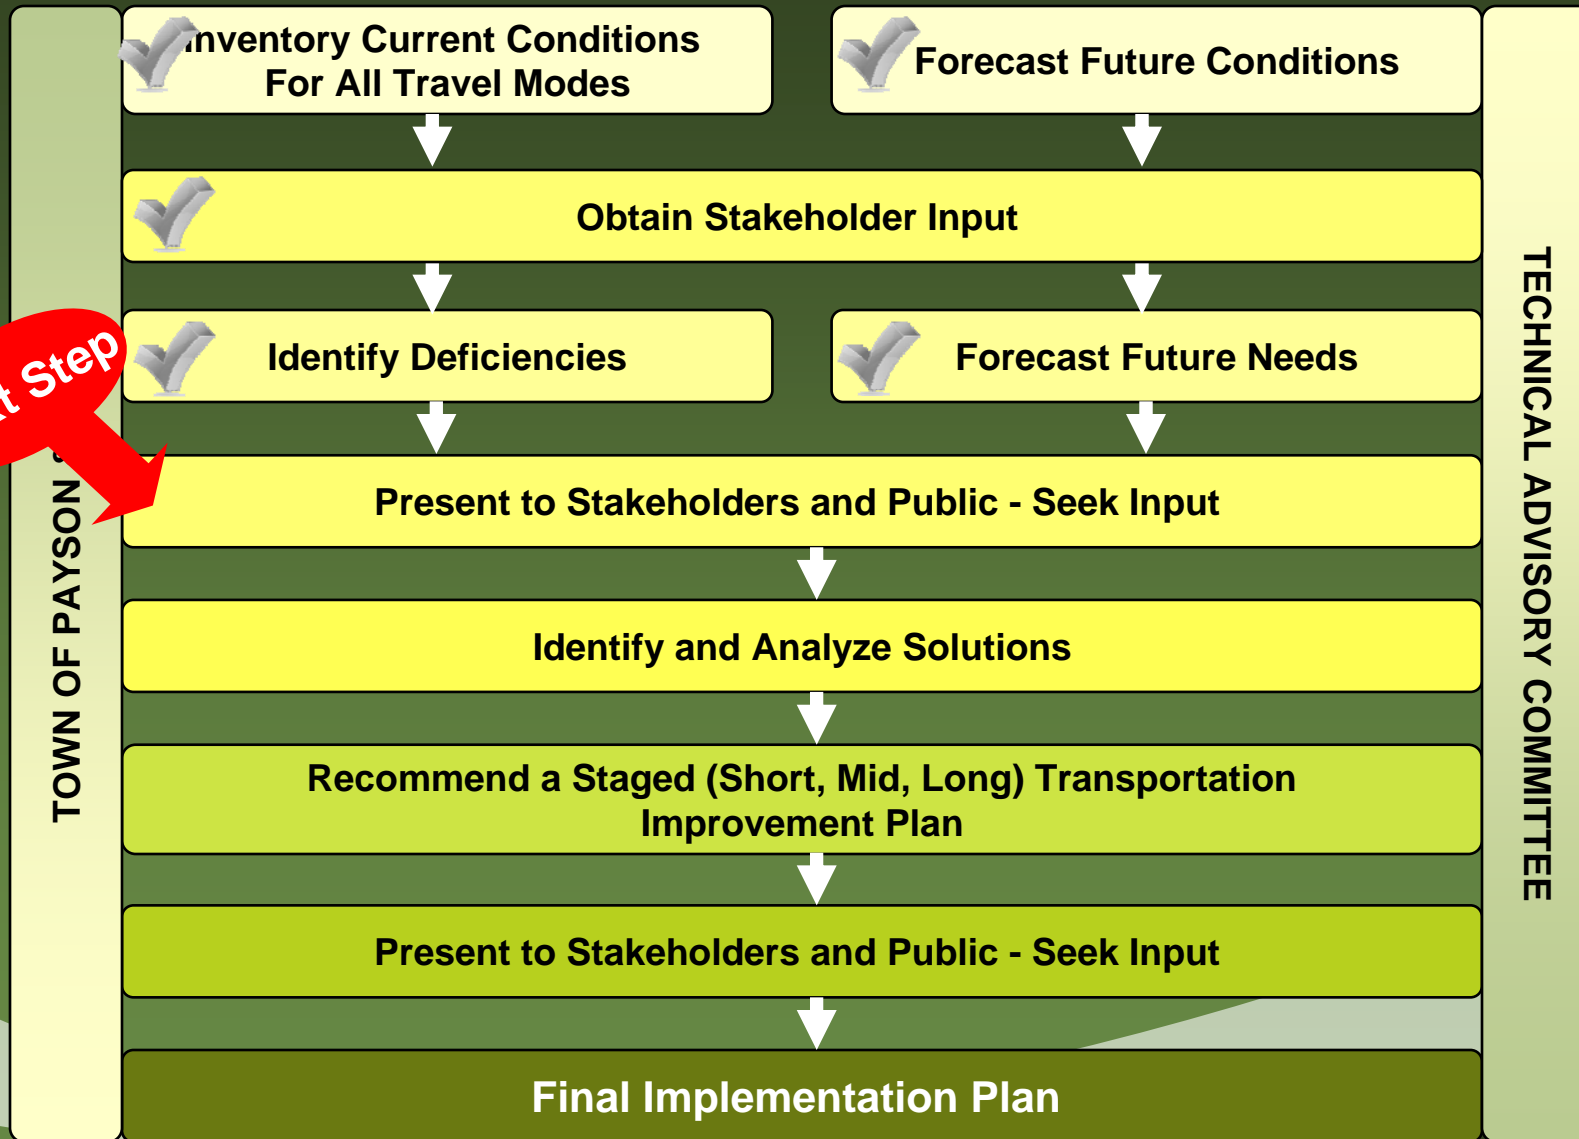 Inventory Current Conditions
For All Travel Modes
Forecast Future Conditions
Obtain Stakeholder Input
Identify Deficiencies
Forecast Future Needs
Step
Present to Stakeholders and Public - Seek Input
Identify and Analyze Solutions
Recommend a Staged (Short, Mid, Long) Transportation
Improvement Plan
Present to Stakeholders and Public - Seek Input
Final Implementation Plan
TOWN OF PAYSON
TECHNICAL ADVISORY COMMITTEE